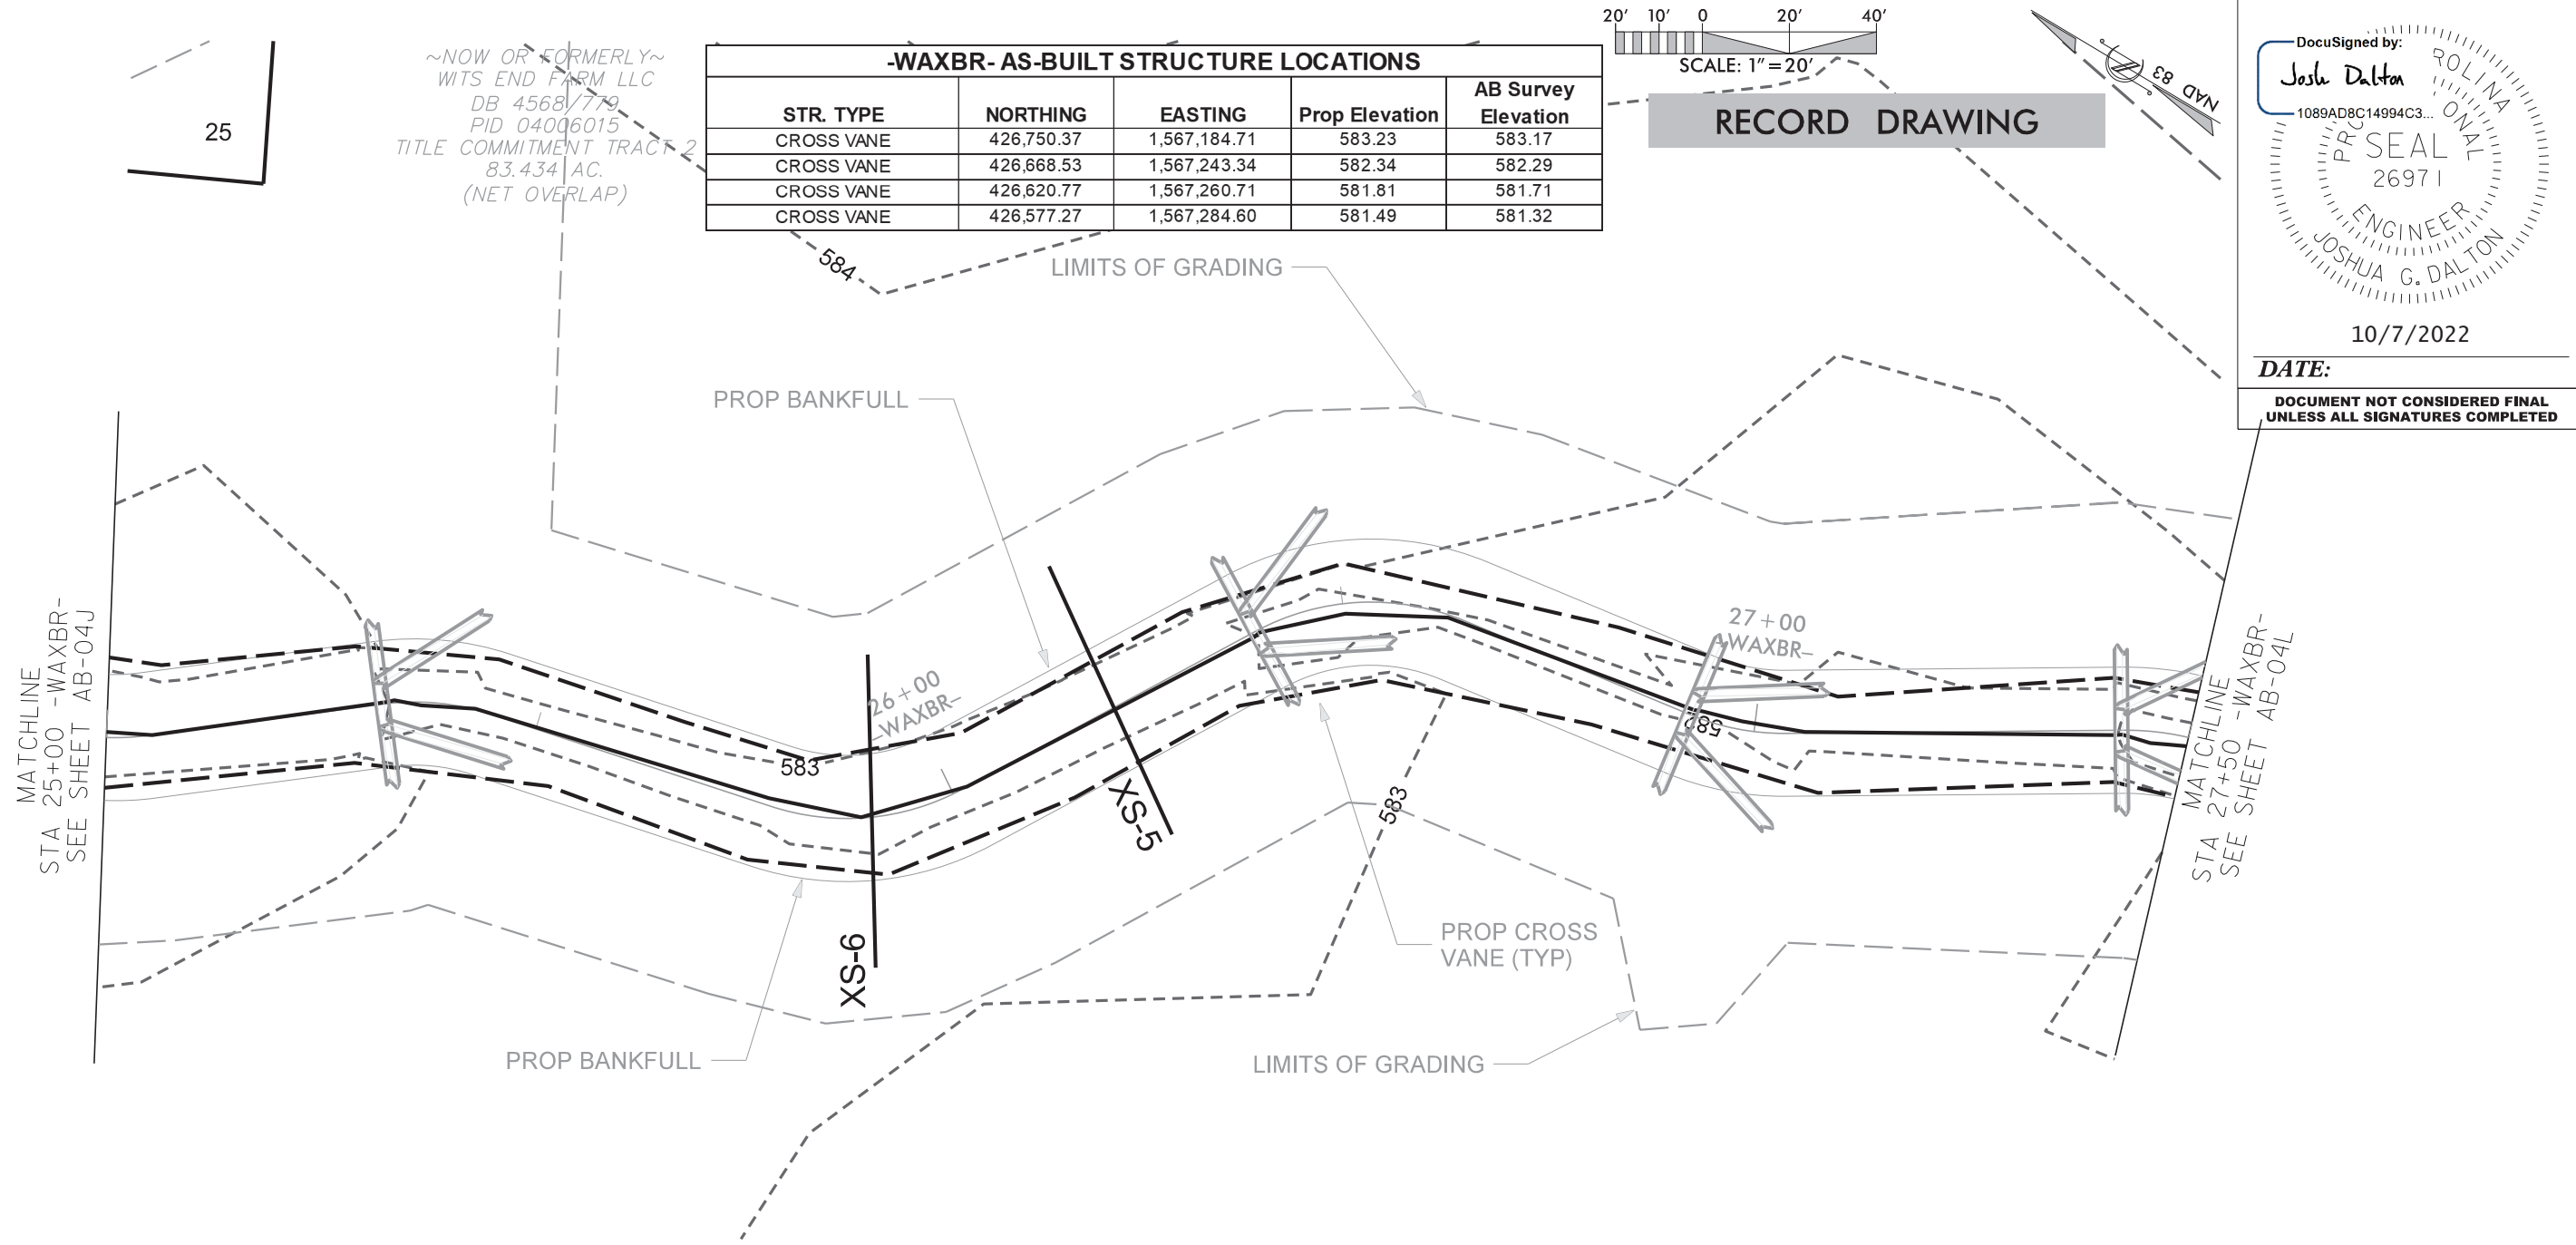 25
~NOW OR FORMERLY~
WITS END FARM LLC
DB 4568/779
PID 04006015
TITLE COMMITMENT TRACT 2
83.434 AC.
(NET OVERLAP)
-WAXBR- AS-BUILT STRUCTURE LOCATIONS
STR. TYPE NORTHING EASTING Prop Elevation AB Survey Elevation
CROSS VANE 426,750.37 1,567,184.71 583.23 583.17
CROSS VANE 426,668.53 1,567,243.34 582.34 582.29
CROSS VANE 426,620.77 1,567,260.71 581.81 581.71
CROSS VANE 426,577.27 1,567,284.60 581.49 581.32
20' 10' 0 20' 40'
SCALE: 1"=20'
RECORD DRAWING
NAD 83
DocuSigned by:
Josh Dalton
1089AD8C14994C3...
ROLINA
PRO ONAL
SEAL
26971
ENGINEER
JOSHUA G. DALTON
10/7/2022
DATE:
DOCUMENT NOT CONSIDERED FINAL
UNLESS ALL SIGNATURES COMPLETED
584
LIMITS OF GRADING
PROP BANKFULL
MATCHLINE
STA 25+00 -WAXBR-
SEE SHEET AB-04J
26+00
-WAXBR-
583
27+00
-WAXBR-
582
XS-5
583
MATCHLINE
STA 27+50 -WAXBR-
SEE SHEET AB-04L
XS-6
PROP CROSS
VANE (TYP)
PROP BANKFULL
LIMITS OF GRADING